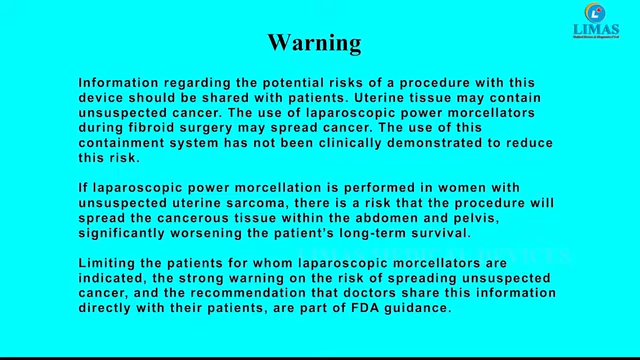 LIMAS
Warning
Information regarding the potential risks of a procedure with this
device should be shared with patients. Uterine tissue may contain
unsuspected cancer. The use of laparoscopic power morcellators
during fibroid surgery may spread cancer. The use of this
containment system has not been clinically demonstrated to reduce
this risk.
If laparoscopic power morcellation is performed in women with
unsuspected uterine sarcoma, there is a risk that the procedure will
spread the cancerous tissue within the abdomen and pelvis,
significantly worsening the patient's long-term survival.
Limiting the patients for whom laparoscopic morcellators are
indicated, the strong warning on the risk of spreading unsuspected
cancer, and the recommendation that doctors share this information
directly with their patients, are part of FDA guidance.